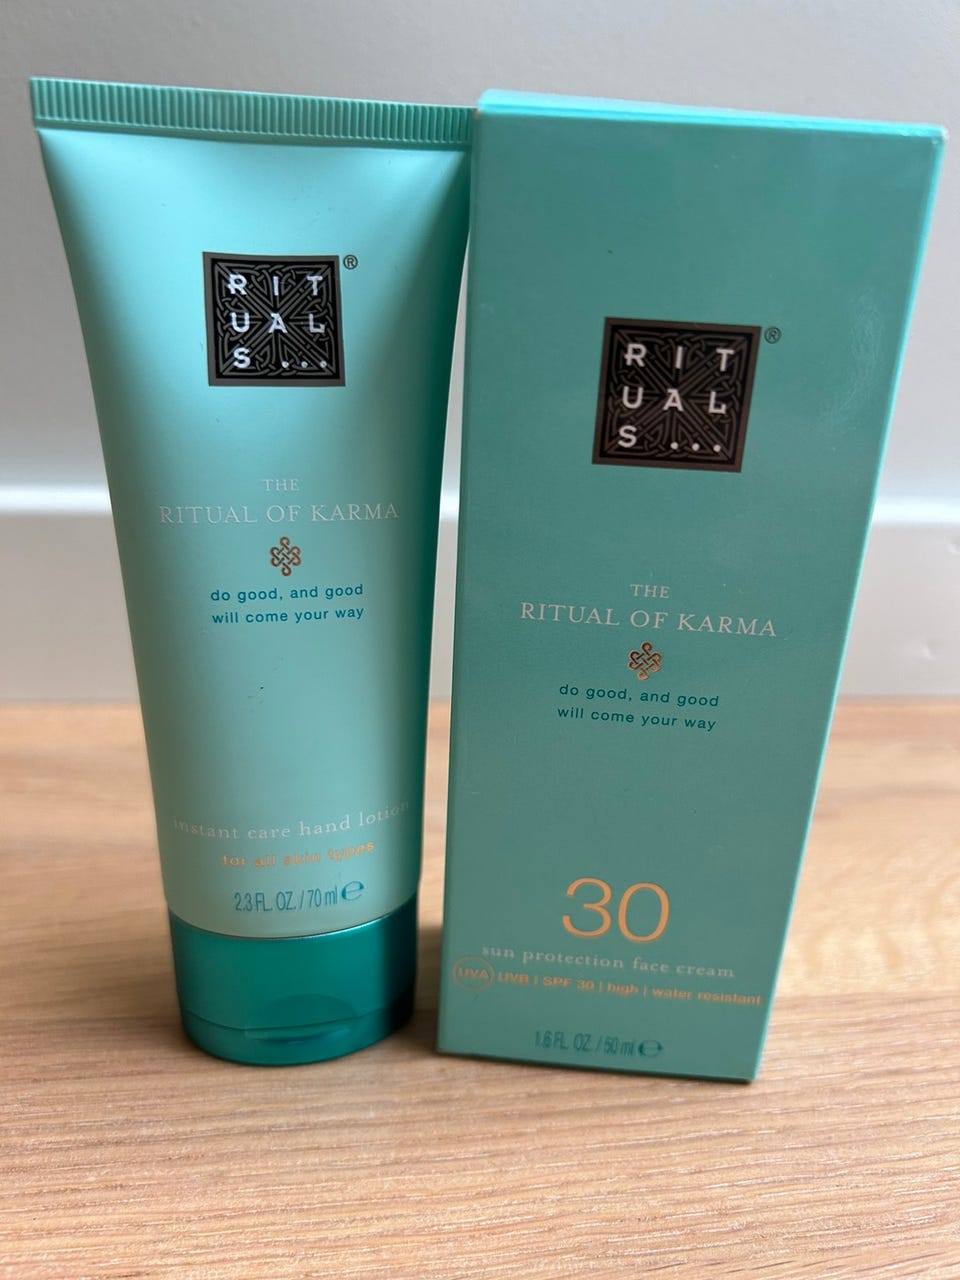 RIT
UAL
S...
®
THE
RITUAL OF KARMA
do good, and good
will come your way
instant care hand lotion
for all skin types
2.3 FL. OZ. / 70 ml ℮
RIT
UAL
S...
®
THE
RITUAL OF KARMA
do good, and good
will come your way
30
sun protection face cream
UVA UVB | SPF 30 | high | water resistant
1.6 FL. OZ. / 50 ml ℮